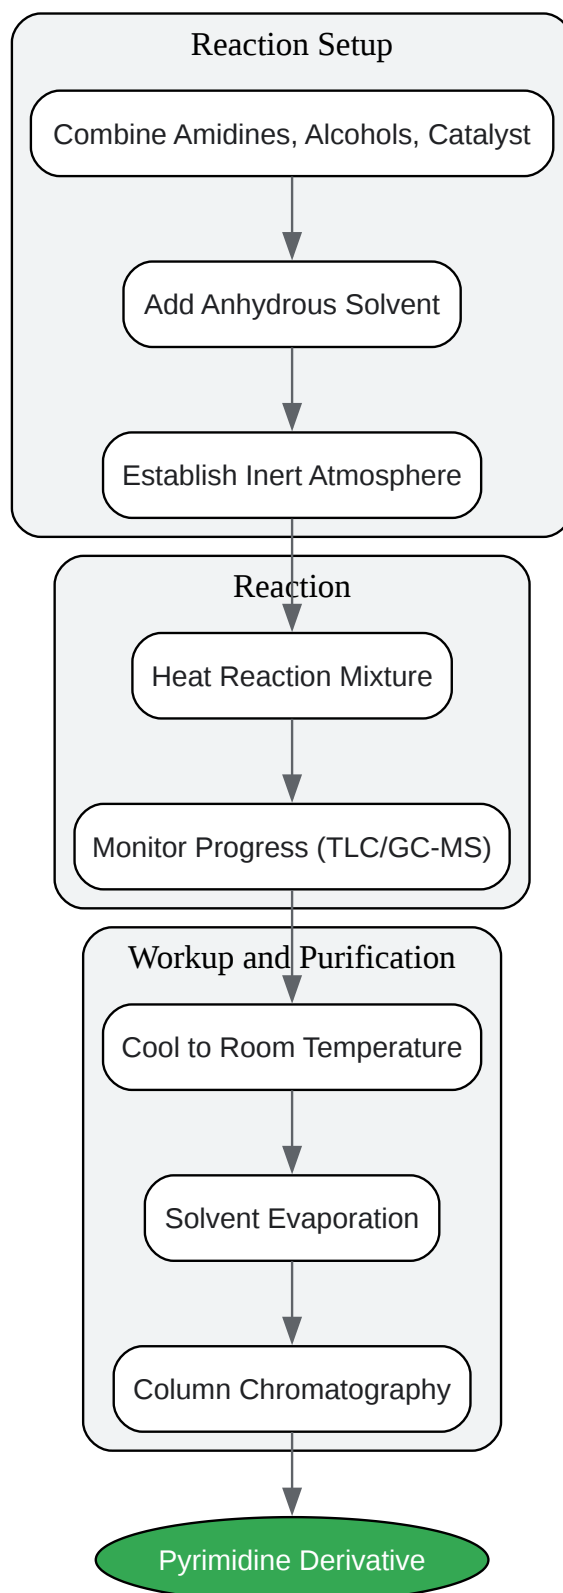 Reaction Setup
Combine Amidines, Alcohols, Catalyst
Add Anhydrous Solvent
Establish Inert Atmosphere
Reaction
Heat Reaction Mixture
Monitor Progress (TLC/GC-MS)
Workup and Purification
Cool to Room Temperature
Solvent Evaporation
Column Chromatography
Pyrimidine Derivative